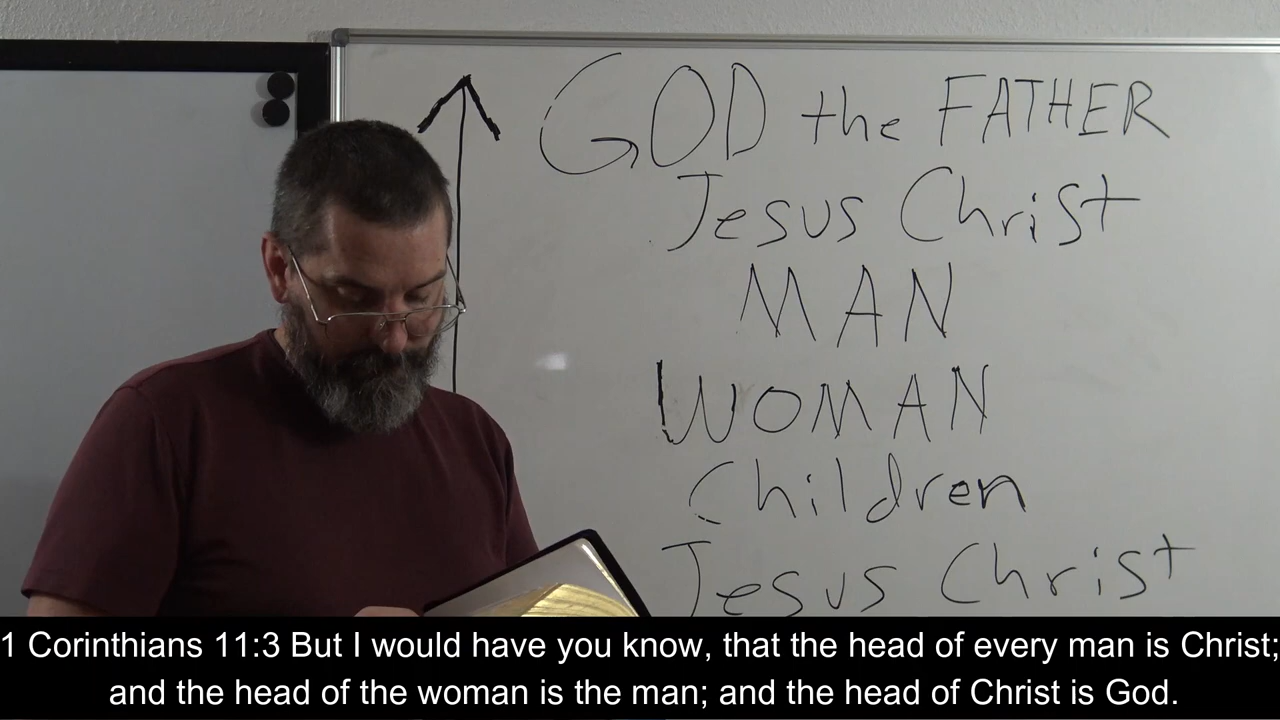 GOD the FATHER
Jesus Christ
MAN
WOMAN
Children
Jesus Christ
1 Corinthians 11:3 But I would have you know, that the head of every man is Christ;
and the head of the woman is the man; and the head of Christ is God.